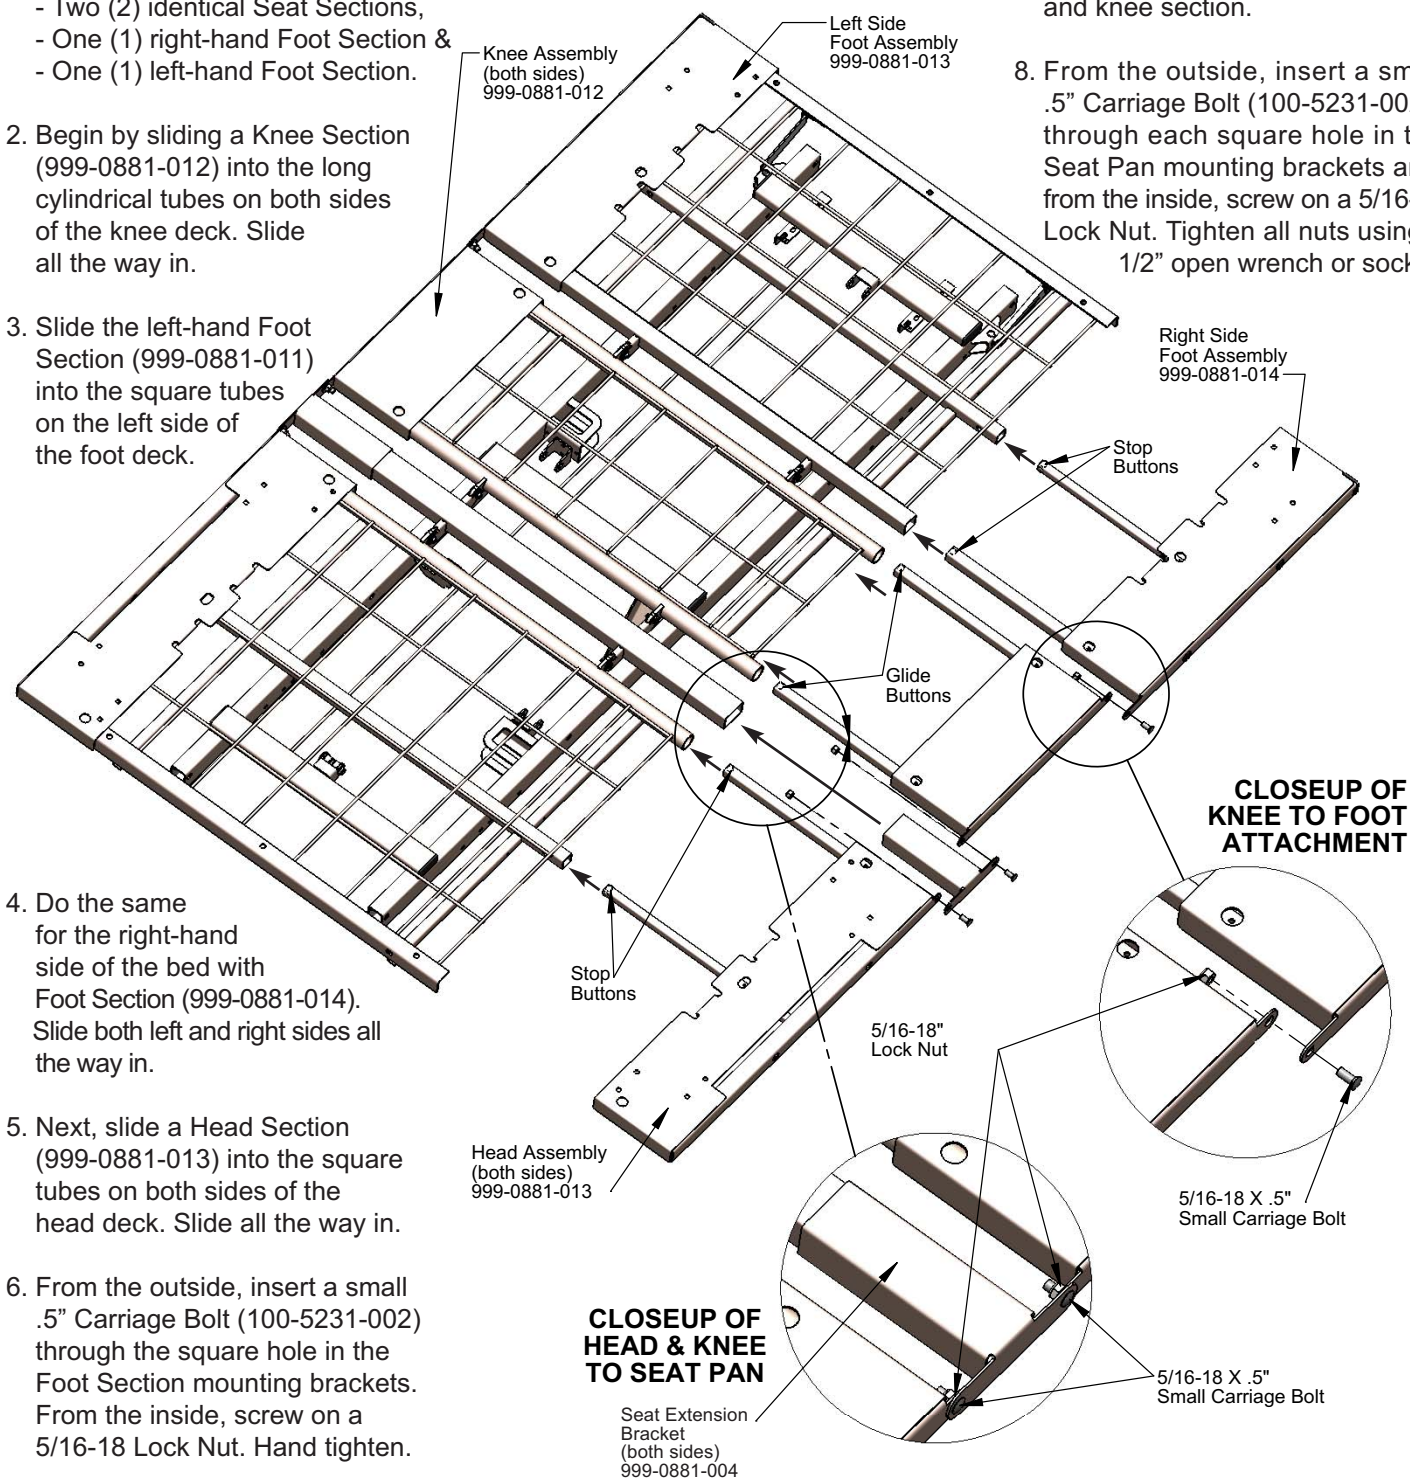 - Two (2) identical Seat Sections,
- One (1) right-hand Foot Section &
- One (1) left-hand Foot Section.
2. Begin by sliding a Knee Section
(999-0881-012) into the long
cylindrical tubes on both sides
of the knee deck. Slide
all the way in.
3. Slide the left-hand Foot
Section (999-0881-011)
into the square tubes
on the left side of
the foot deck.
4. Do the same
for the right-hand
side of the bed with
Foot Section (999-0881-014).
Slide both left and right sides all
the way in.
5. Next, slide a Head Section
(999-0881-013) into the square
tubes on both sides of the
head deck. Slide all the way in.
6. From the outside, insert a small
.5” Carriage Bolt (100-5231-002)
through the square hole in the
Foot Section mounting brackets.
From the inside, screw on a
5/16-18 Lock Nut. Hand tighten.
Knee Assembly
(both sides)
999-0881-012
Left Side
Foot Assembly
999-0881-013
and knee section.
8. From the outside, insert a
.5” Carriage Bolt
through each square hole in
Seat Pan mounting brackets
from the inside, screw on a
Lock Nut. Tighten all nuts
1/2” open wrench or
Right Side
Foot Assembly
999-0881-014
Stop
Buttons
Glide
Buttons
Stop
Buttons
CLOSEUP OF
KNEE TO FOOT
ATTACHMENT
5/16-18"
Lock Nut
Head Assembly
(both sides)
999-0881-013
5/16-18 X .5"
Small Carriage Bolt
CLOSEUP OF
HEAD & KNEE
TO SEAT PAN
5/16-18 X .5"
Small Carriage Bolt
Seat Extension
Bracket
(both sides)
999-0881-004